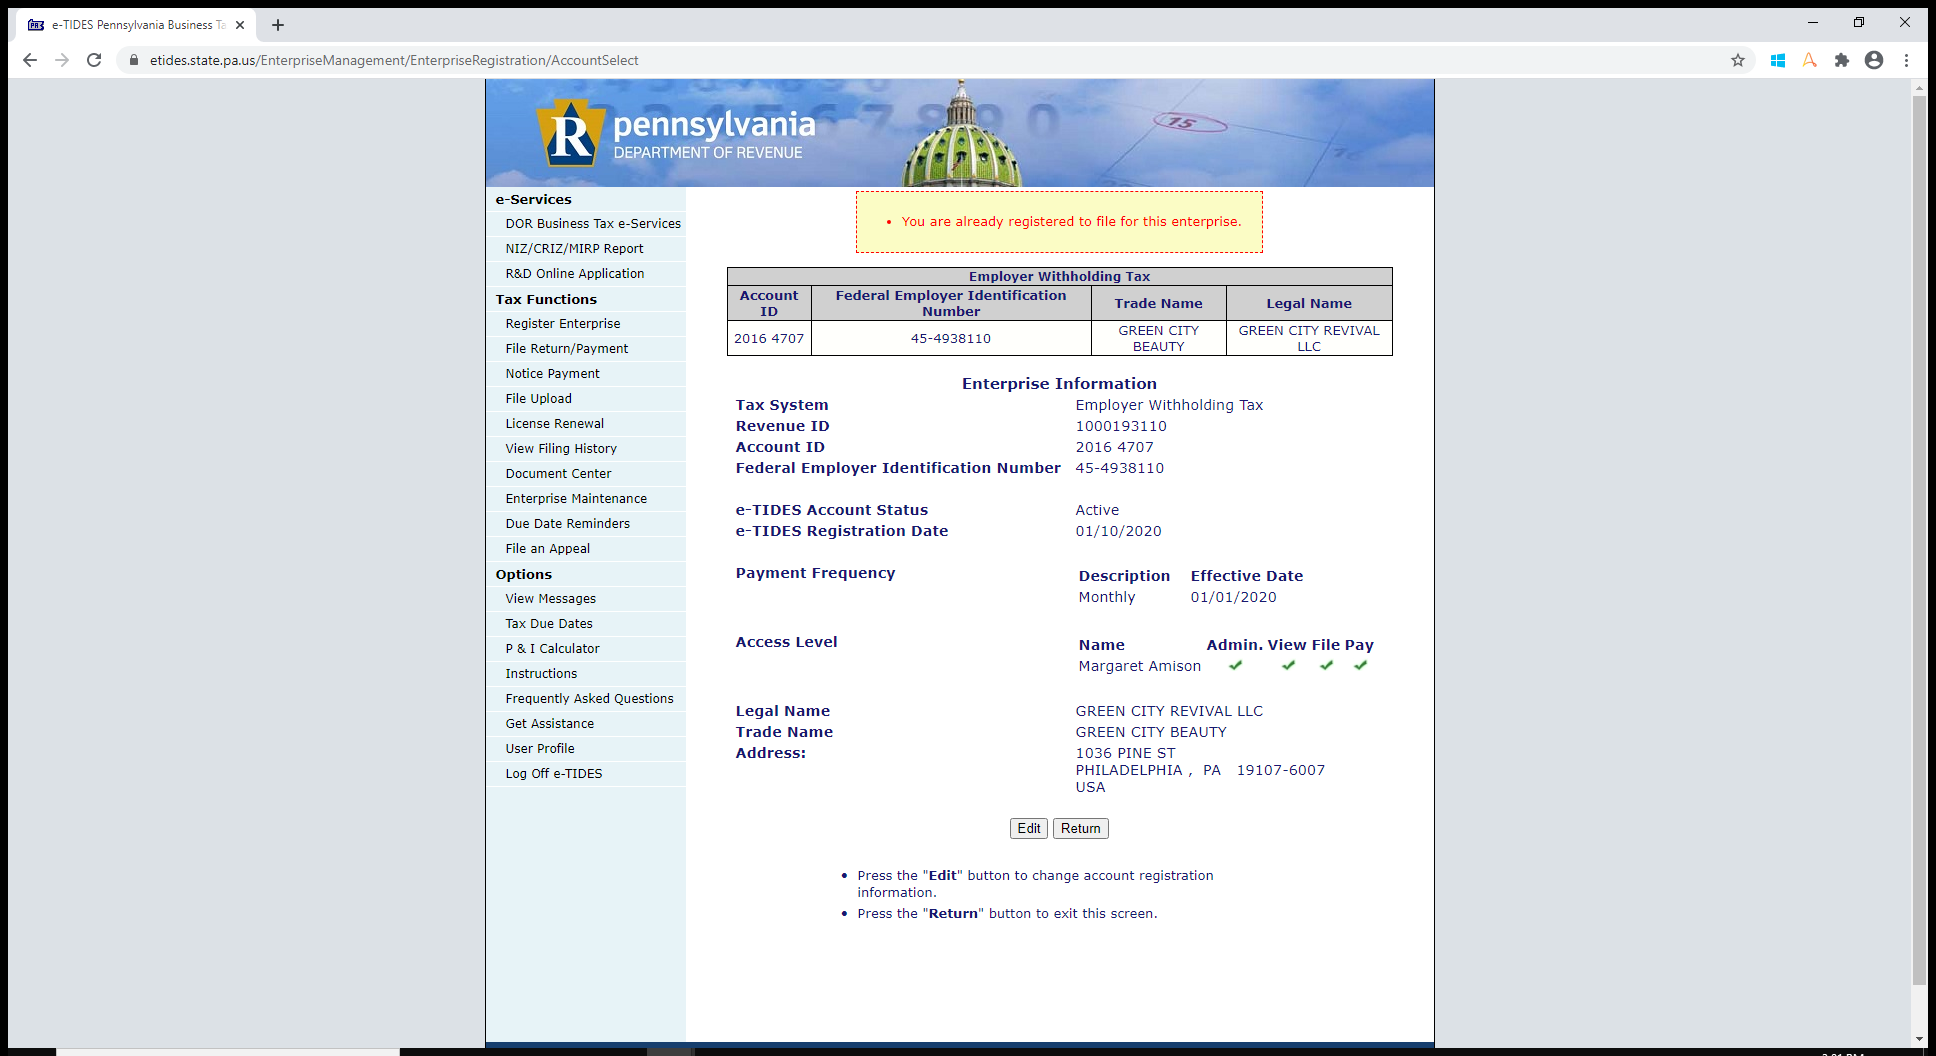 e-TIDES Pennsylvania Business Ta
etides.state.pa.us/EnterpriseManagement/EnterpriseRegistration/AccountSelect
R
pennsylvania
DEPARTMENT OF REVENUE
234567890
15
16
e-Services
DOR Business Tax e-Services
NIZ/CRIZ/MIRP Report
R&D Online Application
Tax Functions
Register Enterprise
File Return/Payment
Notice Payment
File Upload
License Renewal
View Filing History
Document Center
Enterprise Maintenance
Due Date Reminders
File an Appeal
Options
View Messages
Tax Due Dates
P & I Calculator
Instructions
Frequently Asked Questions
Get Assistance
User Profile
Log Off e-TIDES
• You are already registered to file for this enterprise.
Employer Withholding Tax
Account ID Federal Employer Identification Number Trade Name Legal Name
2016 4707 45-4938110 GREEN CITY BEAUTY GREEN CITY REVIVAL LLC
Enterprise Information
Tax System Employer Withholding Tax
Revenue ID 1000193110
Account ID 2016 4707
Federal Employer Identification Number 45-4938110
e-TIDES Account Status Active
e-TIDES Registration Date 01/10/2020
Payment Frequency Description Effective Date
Monthly 01/01/2020
Access Level Name Admin. View File Pay
Margaret Amison
Legal Name GREEN CITY REVIVAL LLC
Trade Name GREEN CITY BEAUTY
Address: 1036 PINE ST
PHILADELPHIA , PA 19107-6007
USA
Edit Return
• Press the "Edit" button to change account registration
information.
• Press the "Return" button to exit this screen.